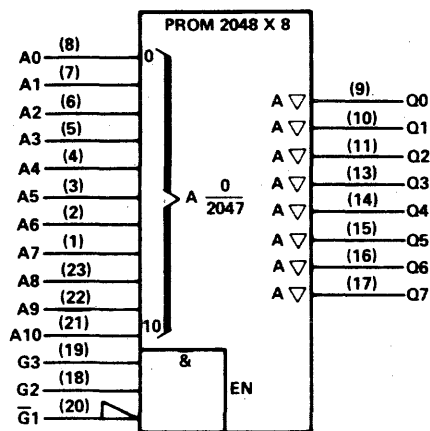 PROM 2048 X 8
A0 (8) 0
A1 (7)
A2 (6)
A3 (5)
A4 (4)
A5 (3)
A6 (2)
A7 (1)
A8 (23)
A9 (22)
A10 (21) 10
G3 (19)
G2 (18)
G̅1 (20)
A 0/2047
&
EN
A ▽ (9) Q0
A ▽ (10) Q1
A ▽ (11) Q2
A ▽ (13) Q3
A ▽ (14) Q4
A ▽ (15) Q5
A ▽ (16) Q6
A ▽ (17) Q7